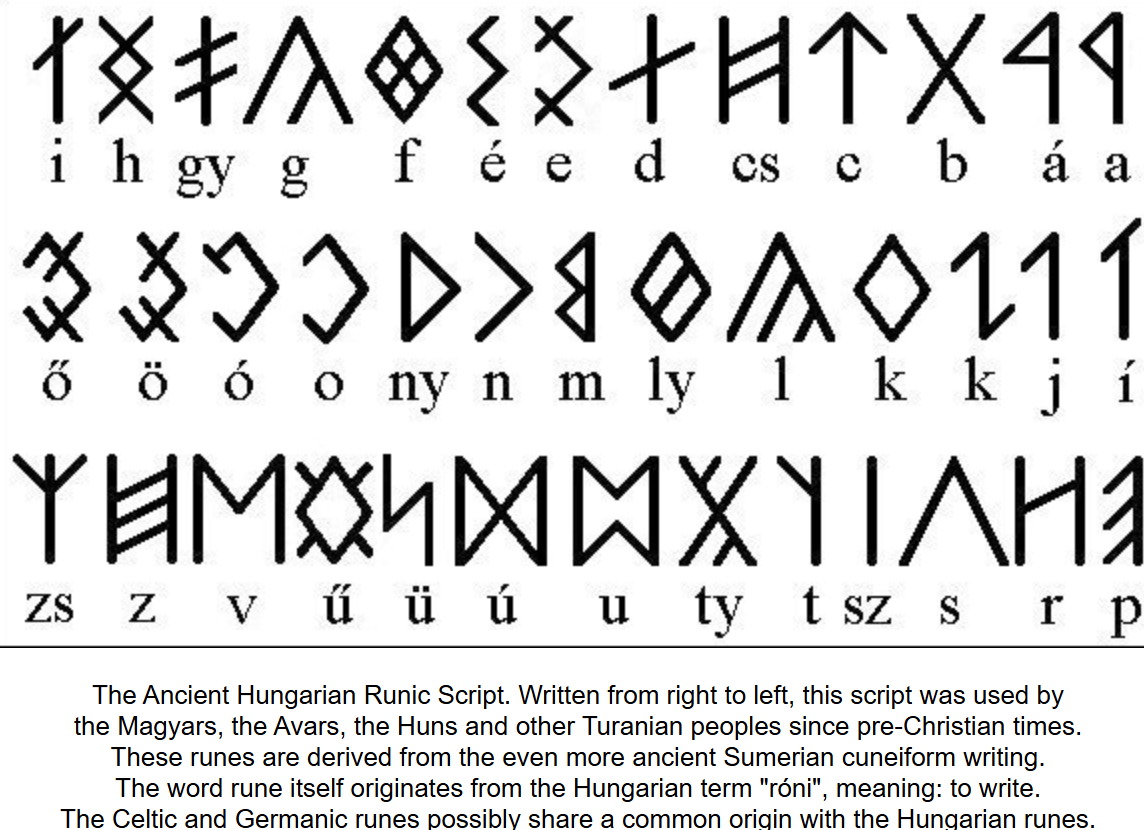 i h gy g f é e d cs c b á a
ő ö ó o ny n m ly l k k j í
zs z v ű ü ú u ty t sz s r p
The Ancient Hungarian Runic Script. Written from right to left, this script was used by
the Magyars, the Avars, the Huns and other Turanian peoples since pre-Christian times.
These runes are derived from the even more ancient Sumerian cuneiform writing.
The word rune itself originates from the Hungarian term "róni", meaning: to write.
The Celtic and Germanic runes possibly share a common origin with the Hungarian runes.